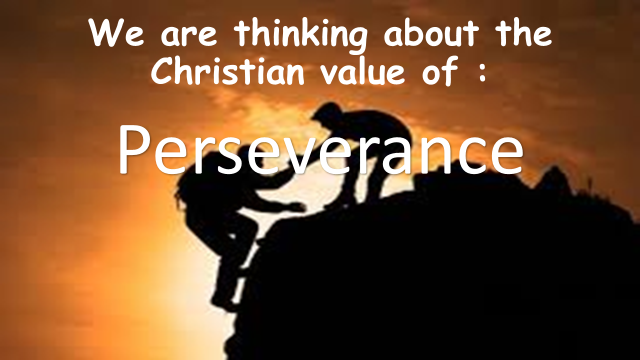 We are thinking about the
Christian value of :
Perseverance